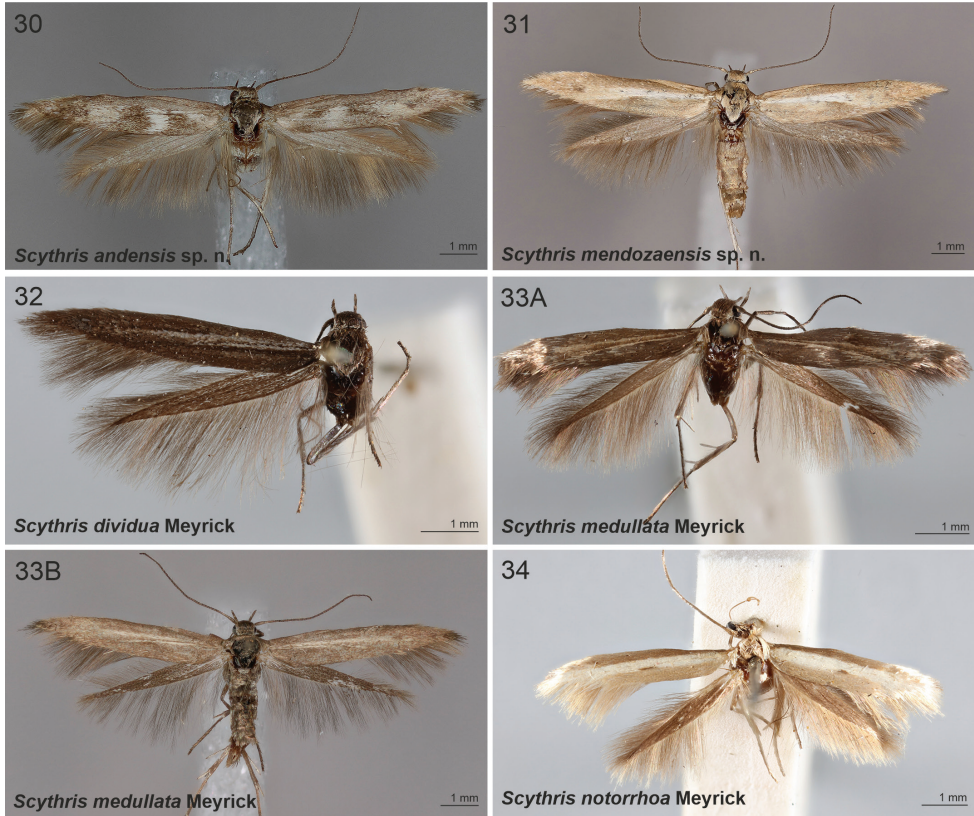 30
1 mm
Scythris andensis sp. n.
31
1 mm
Scythris mendozaensis sp. n.
32
1 mm
Scythris dividua Meyrick
33A
1 mm
Scythris medullata Meyrick
33B
1 mm
Scythris medullata Meyrick
34
1 mm
Scythris notorrhoa Meyrick